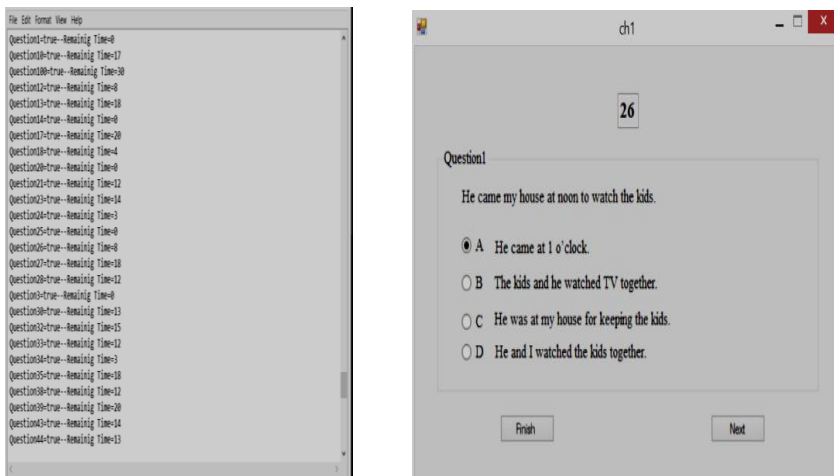 File Edit Format View Help
Question1=true--Remainig Time=0
Question10=true--Remainig Time=17
Question100=true--Remainig Time=30
Question12=true--Remainig Time=8
Question13=true--Remainig Time=18
Question14=true--Remainig Time=0
Question17=true--Remainig Time=20
Question18=true--Remainig Time=4
Question20=true--Remainig Time=0
Question21=true--Remainig Time=12
Question23=true--Remainig Time=14
Question24=true--Remainig Time=3
Question25=true--Remainig Time=0
Question26=true--Remainig Time=8
Question27=true--Remainig Time=18
Question28=true--Remainig Time=12
Question3=true--Remainig Time=0
Question30=true--Remainig Time=13
Question32=true--Remainig Time=15
Question33=true--Remainig Time=12
Question34=true--Remainig Time=3
Question35=true--Remainig Time=18
Question38=true--Remainig Time=12
Question39=true--Remainig Time=20
Question43=true--Remainig Time=14
Question44=true--Remainig Time=13
ch1
26
Question1
He came my house at noon to watch the kids.
A He came at 1 o`clock.
B The kids and he watched TV together.
C He was at my house for keeping the kids.
D He and I watched the kids together.
Finish Next